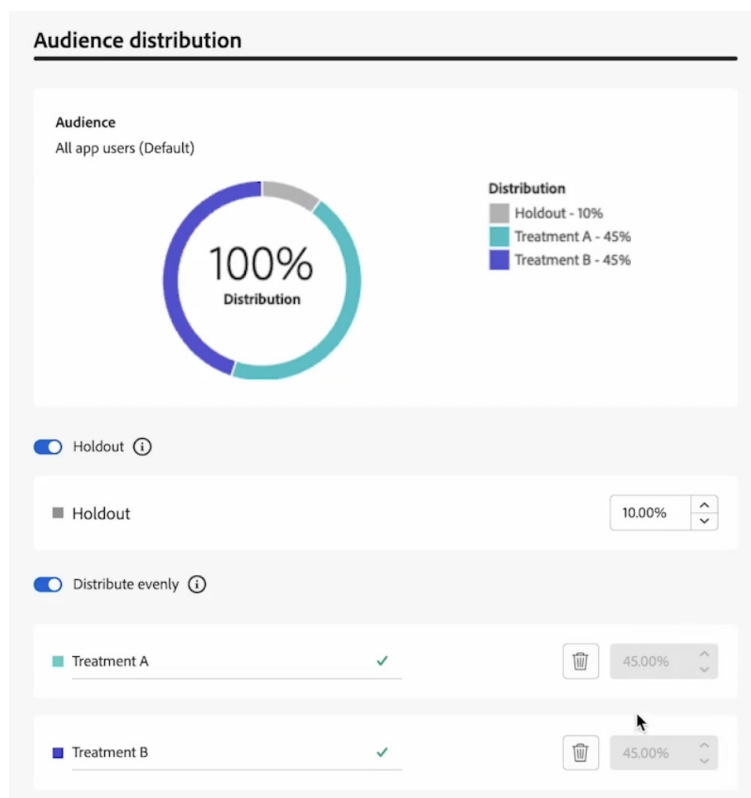 Audience distribution
Audience
All app users (Default)
100%
Distribution
Distribution
Holdout - 10%
Treatment A - 45%
Treatment B - 45%
Holdout
Holdout
10.00%
Distribute evenly
Treatment A
45.00%
Treatment B
45.00%